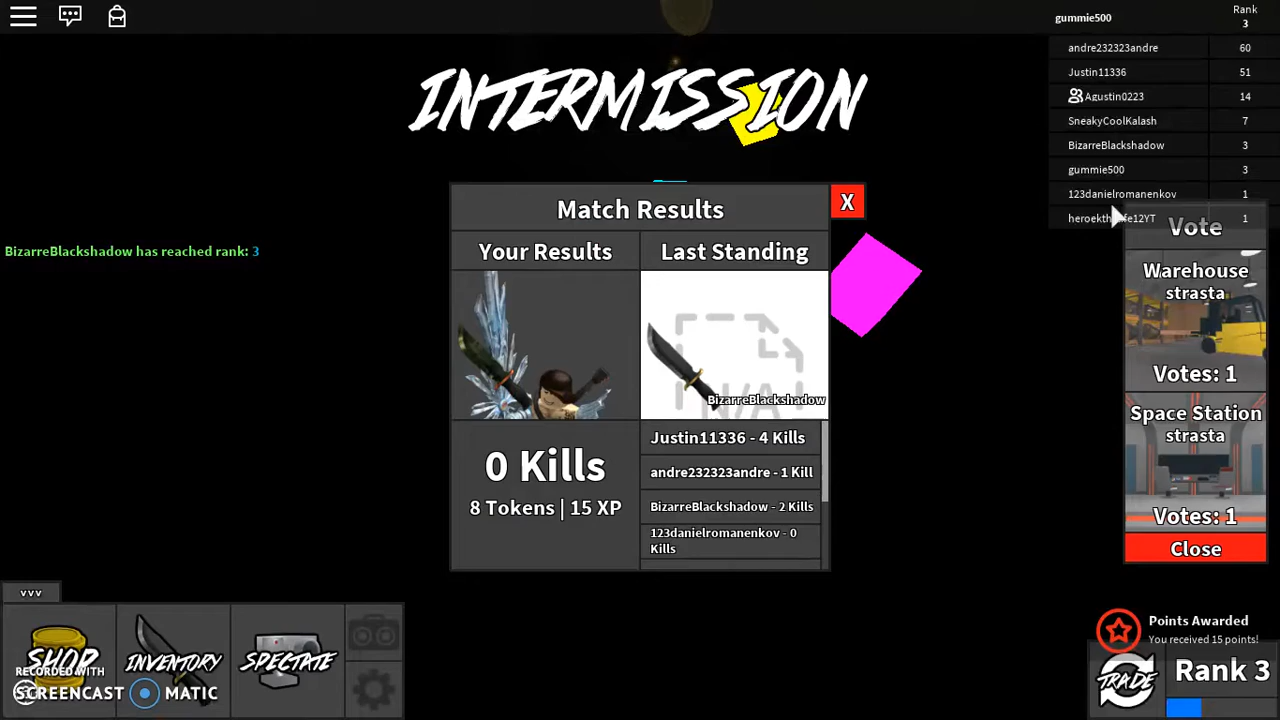 gummie500
Rank
3
andre232323andre 60
Justin11336 51
Agustin0223 14
SneakyCoolKalash 7
BizarreBlackshadow 3
gummie500 3
123danielromanenkov 1
1
INTERMISSION
Match Results
X
Your Results
Last Standing
BizarreBlackshadow has reached rank: 3
N/A
BizarreBlackshadow
0 Kills
8 Tokens | 15 XP
Justin11336 - 4 Kills
andre232323andre - 1 Kill
BizarreBlackshadow - 2 Kills
123danielromanenkov - 0
Kills
Vote
Warehouse
strasta
Votes: 1
Space Station
strasta
Votes: 1
Close
vvv
SHOP
INVENTORY
SPECTATE
RECORDED WITH
SCREENCAST MATIC
Points Awarded
You received 15 points!
TRADE
Rank 3